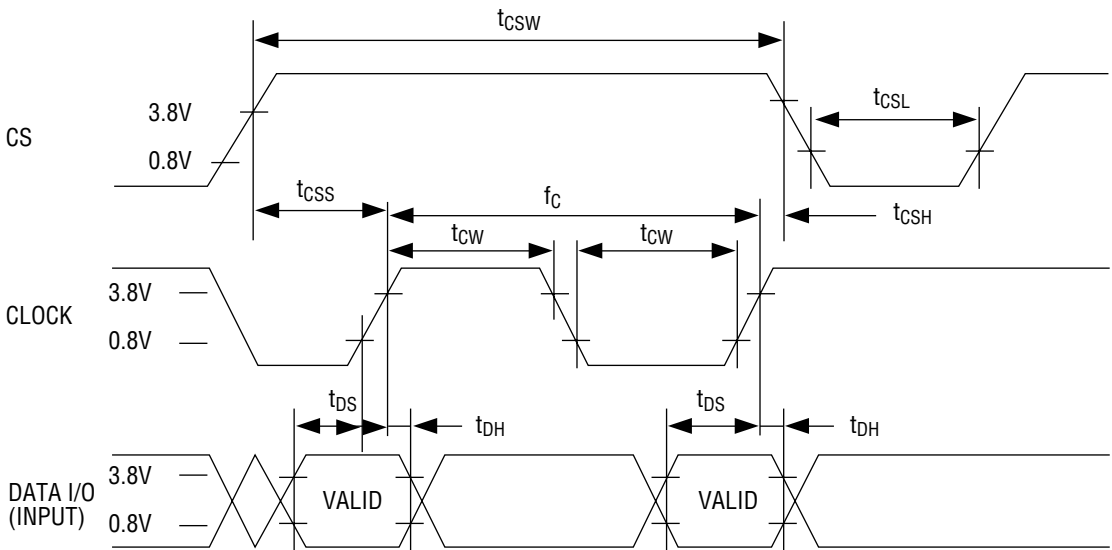 tCSW
3.8V
CS
0.8V
tCSL
tCSS
fC
tCSH
tCW
tCW
3.8V
CLOCK
0.8V
tDS
tDH
tDS
tDH
3.8V
DATA I/O
(INPUT)
0.8V
VALID
VALID